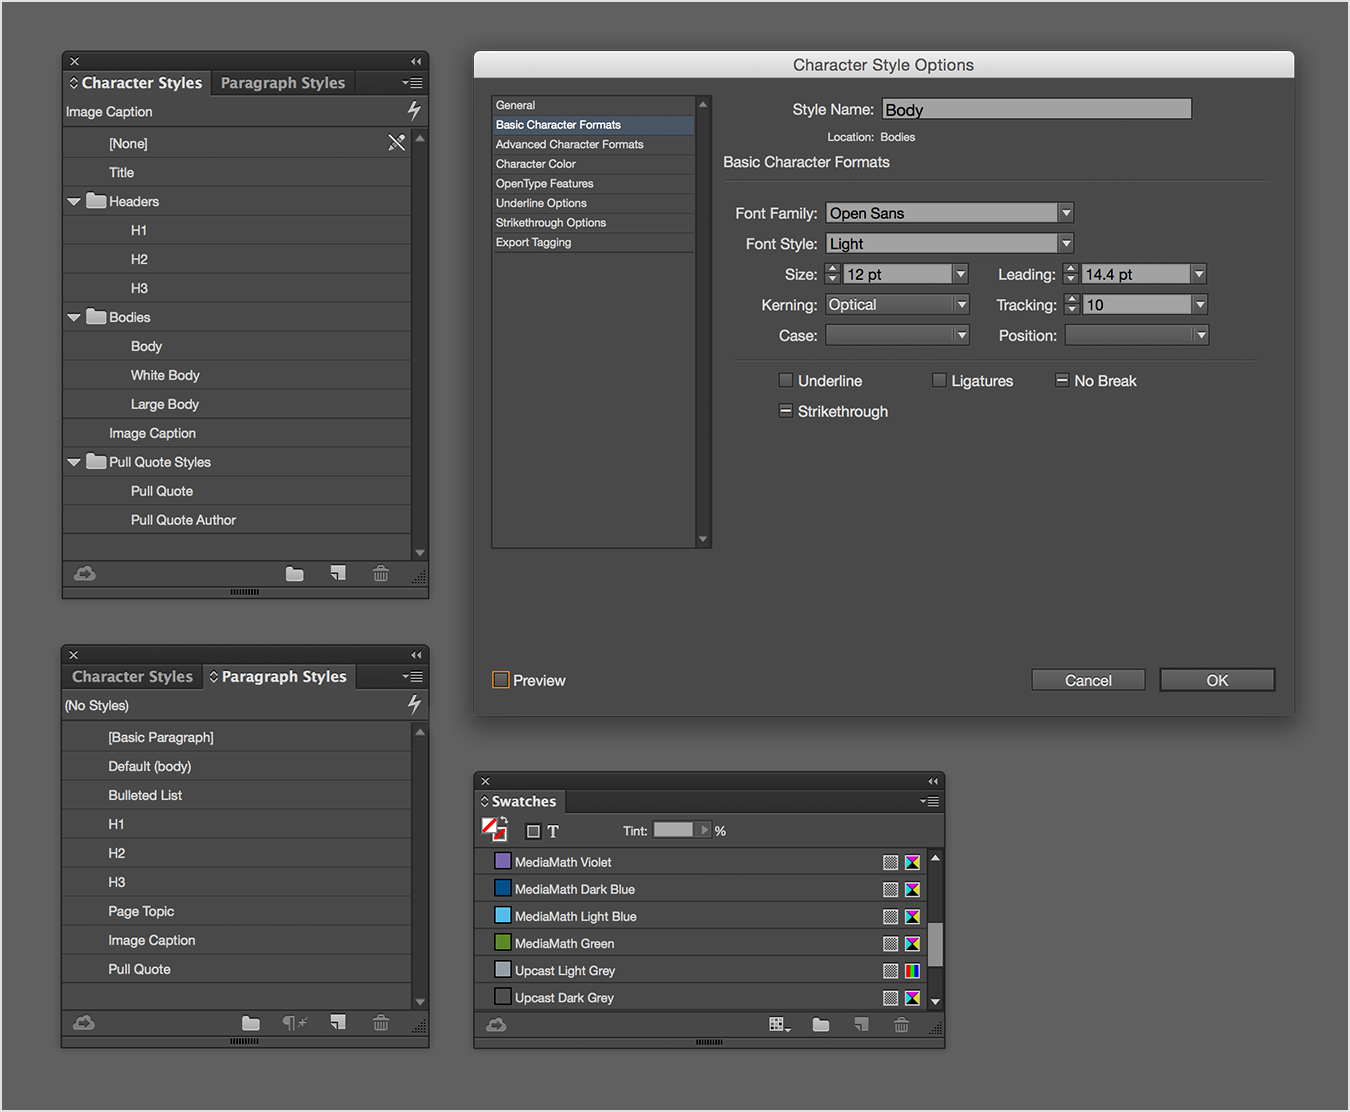 Character Styles Paragraph Styles
Image Caption
[None]
Title
Headers
H1
H2
H3
Bodies
Body
White Body
Large Body
Image Caption
Pull Quote Styles
Pull Quote
Pull Quote Author
Character Style Options
General
Basic Character Formats
Advanced Character Formats
Character Color
OpenType Features
Underline Options
Strikethrough Options
Export Tagging
Style Name: Body
Location: Bodies
Basic Character Formats
Font Family: Open Sans
Font Style: Light
Size: 12 pt Leading: 14.4 pt
Kerning: Optical Tracking: 10
Case: Position:
Underline Ligatures No Break
Strikethrough
Preview Cancel OK
Character Styles Paragraph Styles
(No Styles)
[Basic Paragraph]
Default (body)
Bulleted List
H1
H2
H3
Page Topic
Image Caption
Pull Quote
Swatches
T Tint: %
MediaMath Violet
MediaMath Dark Blue
MediaMath Light Blue
MediaMath Green
Upcast Light Grey
Upcast Dark Grey